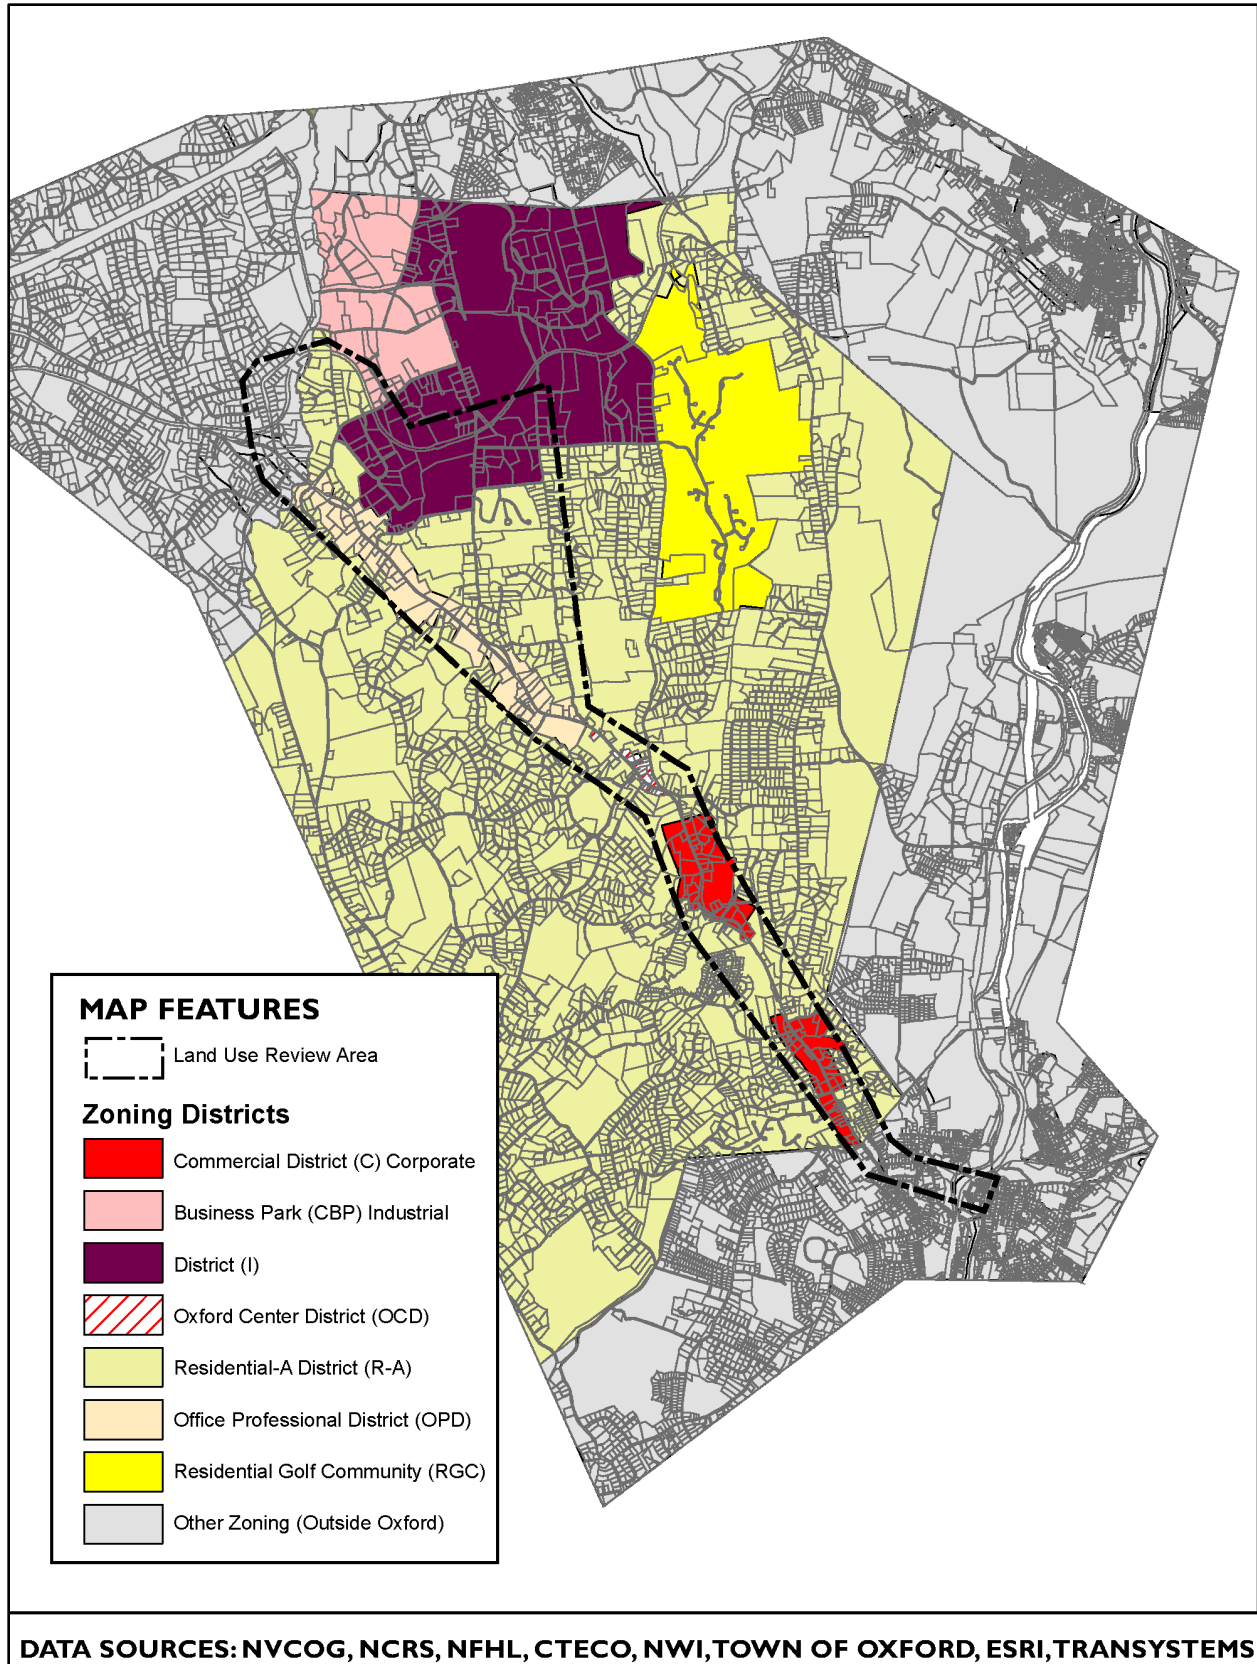 MAP FEATURES
Land Use Review Area
Zoning Districts
Commercial District (C) Corporate
Business Park (CBP) Industrial
District (I)
Oxford Center District (OCD)
Residential-A District (R-A)
Office Professional District (OPD)
Residential Golf Community (RGC)
Other Zoning (Outside Oxford)
DATA SOURCES: NVCOG, NCRS, NFHL, CTECO, NWI, TOWN OF OXFORD, ESRI, TRANSYSTEMS